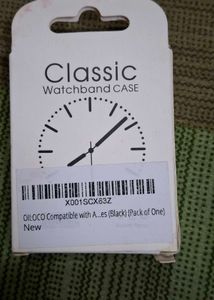 Classic
Watchband CASE
X001SCX63Z
OILOCO Compatible with A...es (Black) (Pack of One)
New